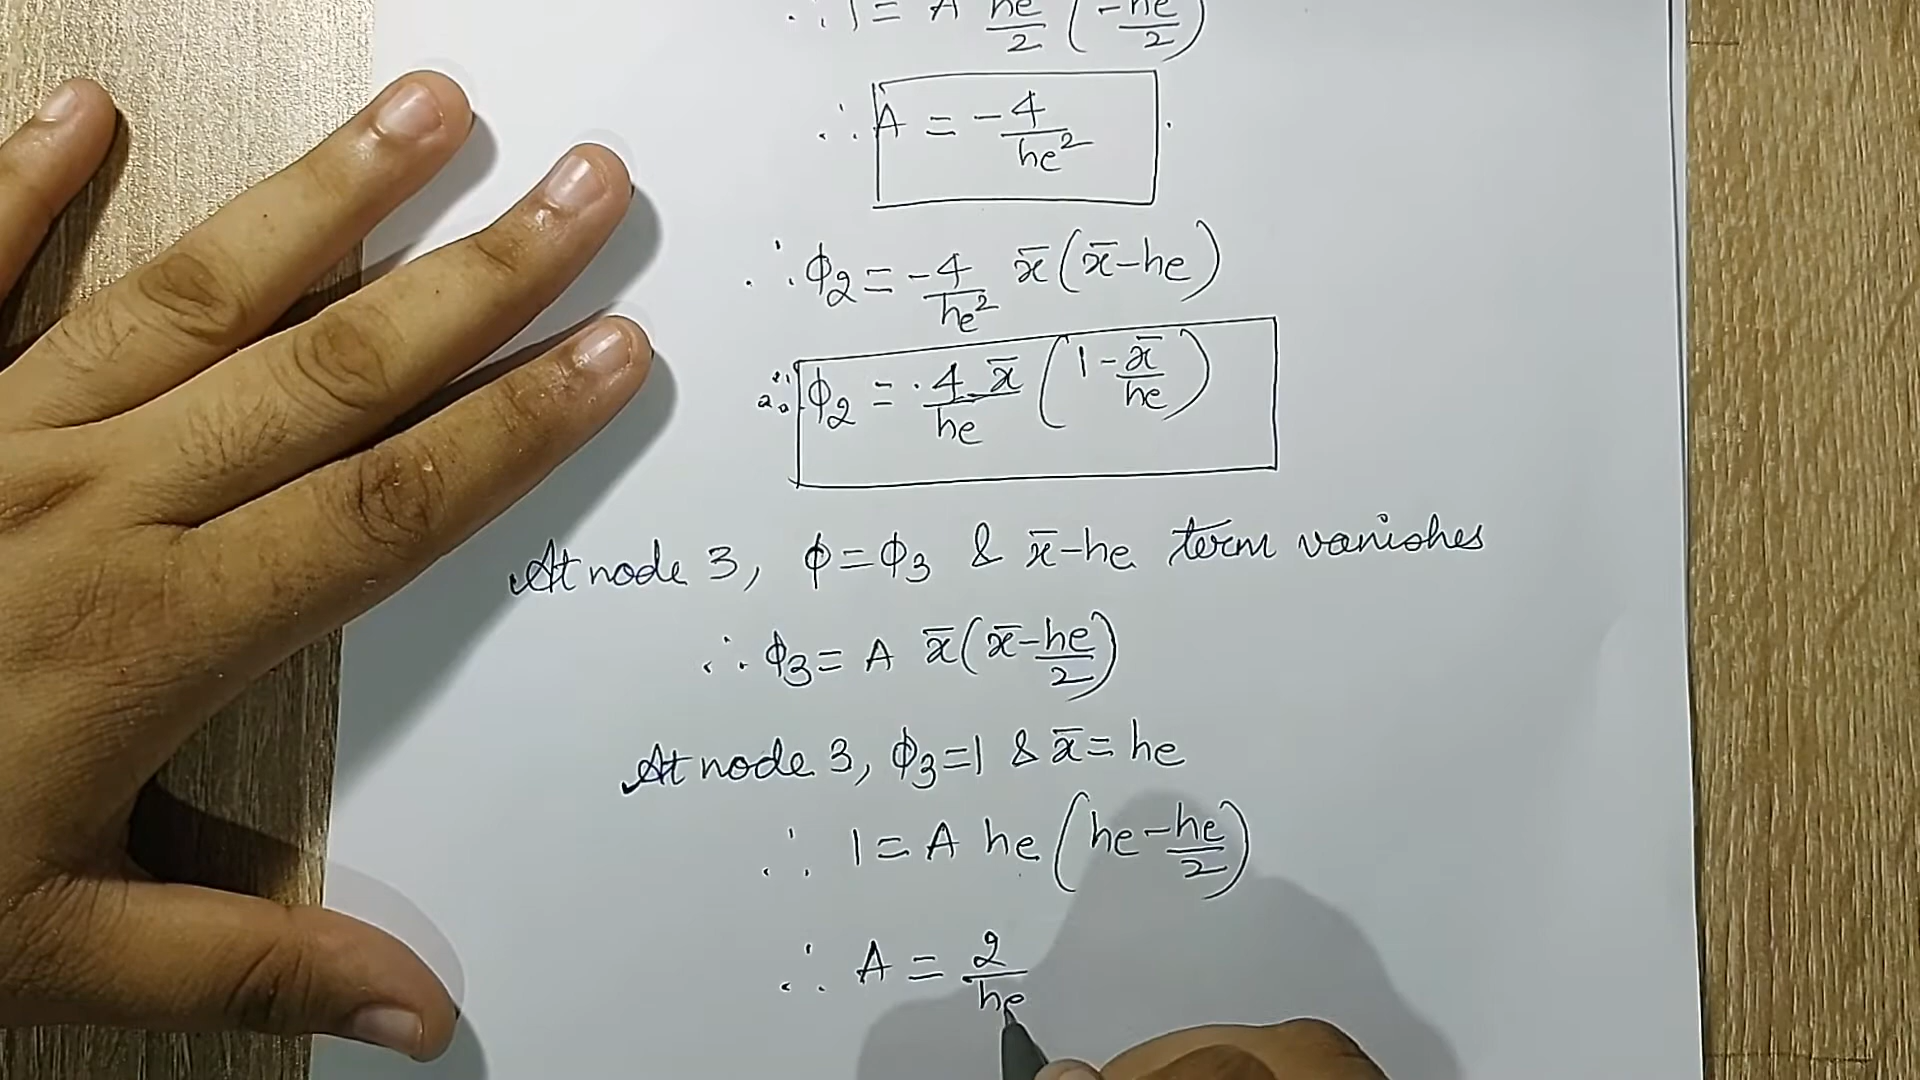 ∴ 1 = A he/2 (-he/2)
∴ A = -4/he²
∴ ϕ2 = -4/he² x̄(x̄-he)
ϕ2 = 4x̄/he (1 - x̄/he)
At node 3, ϕ=ϕ3 & x̄-he term vanishes
∴ ϕ3 = A x̄(x̄ - he/2)
At node 3, ϕ3=1 & x̄= he
∴ 1 = A he (he - he/2)
∴ A = 2/he